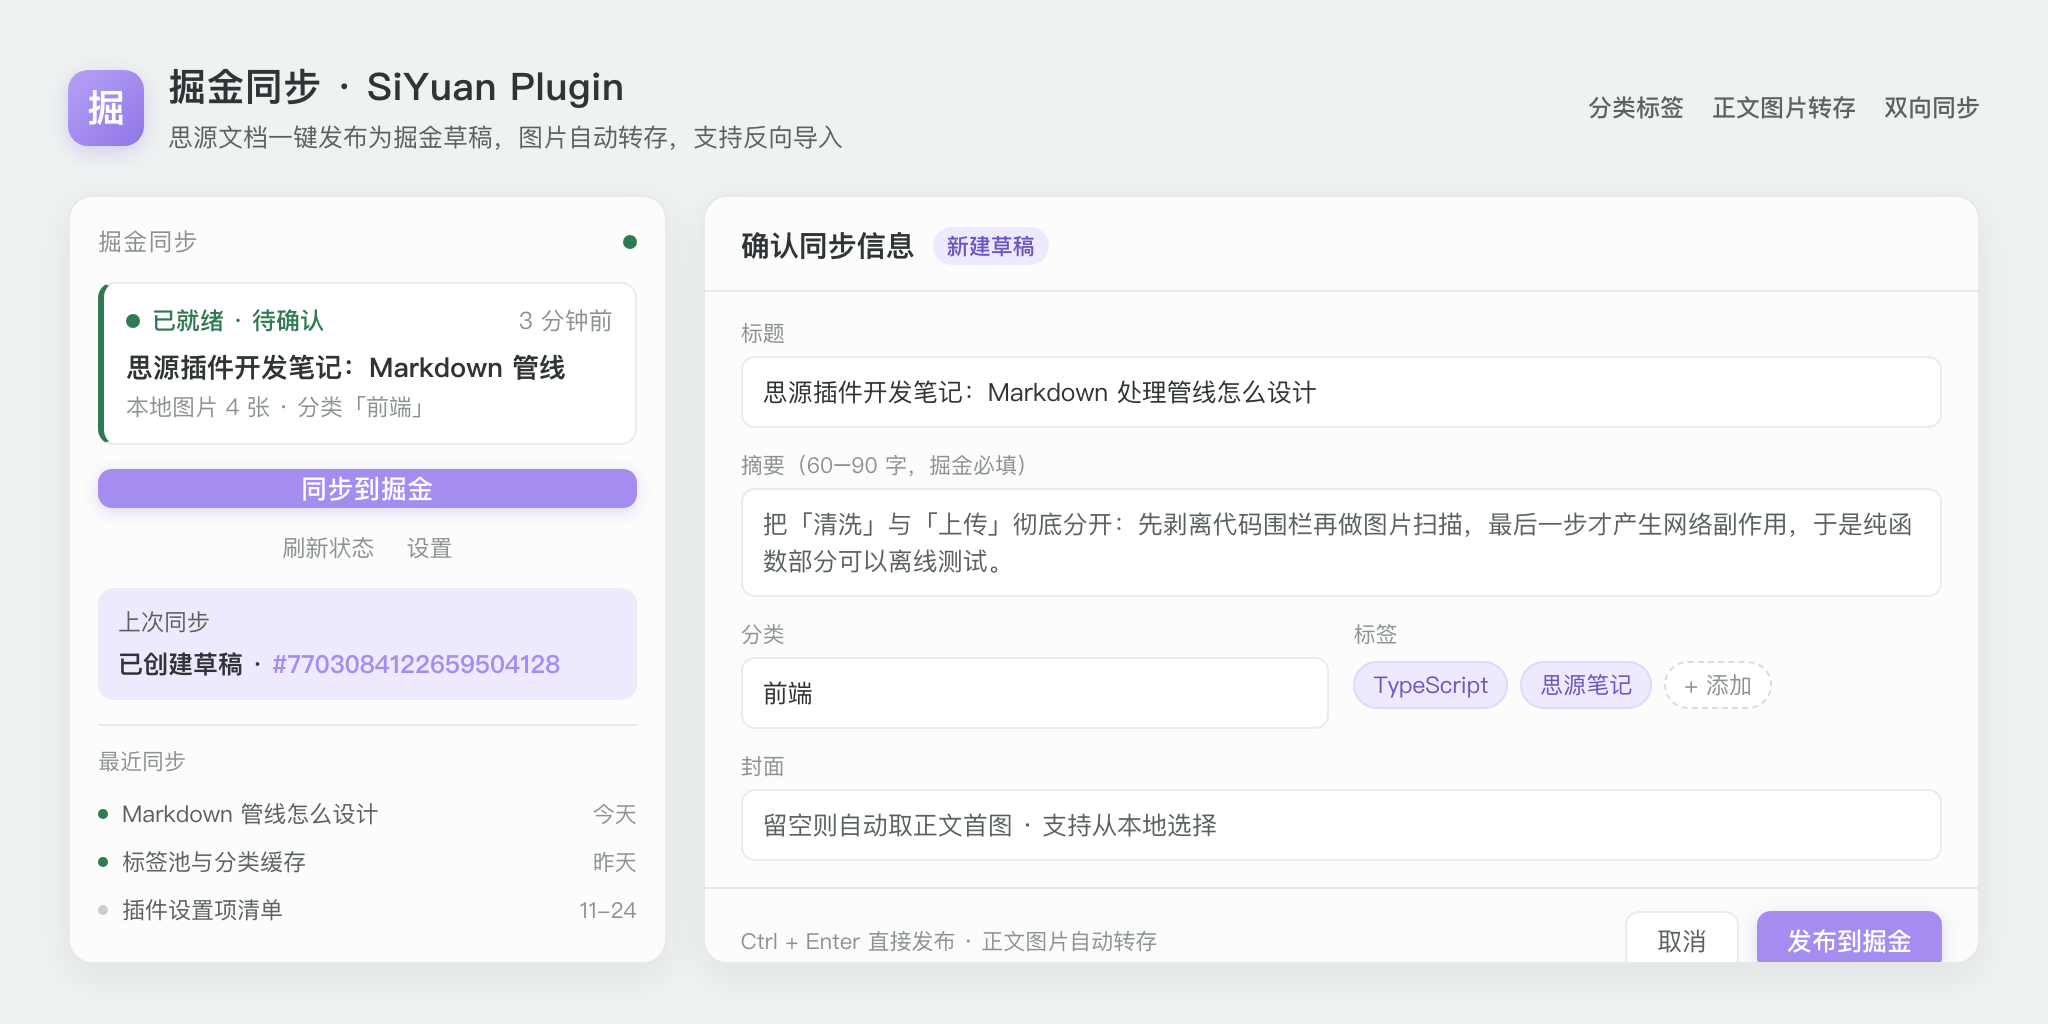 掘
掘金同步 · SiYuan Plugin
思源文档一键发布为掘金草稿，图片自动转存，支持反向导入
分类标签 正文图片转存 双向同步
掘金同步
已就绪 · 待确认 3 分钟前
思源插件开发笔记：Markdown 管线
本地图片 4 张 · 分类「前端」
同步到掘金
刷新状态 设置
上次同步
已创建草稿 · #7703084122659504128
最近同步
Markdown 管线怎么设计 今天
标签池与分类缓存 昨天
插件设置项清单 11–24
确认同步信息 新建草稿
标题
思源插件开发笔记：Markdown 处理管线怎么设计
摘要（60—90 字，掘金必填）
把「清洗」与「上传」彻底分开：先剥离代码围栏再做图片扫描，最后一步才产生网络副作用，于是纯函
数部分可以离线测试。
分类 标签
前端 TypeScript 思源笔记 + 添加
封面
留空则自动取正文首图 · 支持从本地选择
Ctrl + Enter 直接发布 · 正文图片自动转存 取消 发布到掘金